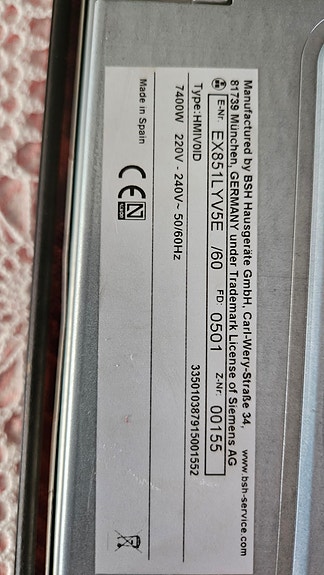 Manufactured by BSH Hausgeräte GmbH, Carl-Wery-Straße 34, www.bsh-service.com
81739 München, GERMANY under Trademark License of Siemens AG
E-Nr. EX851LYV5E /60 FD: 0501 Z-Nr: 00155
Type:HMIV0ID 335010387915001552
7400W 220V - 240V~ 50/60Hz
Made in Spain
CE N